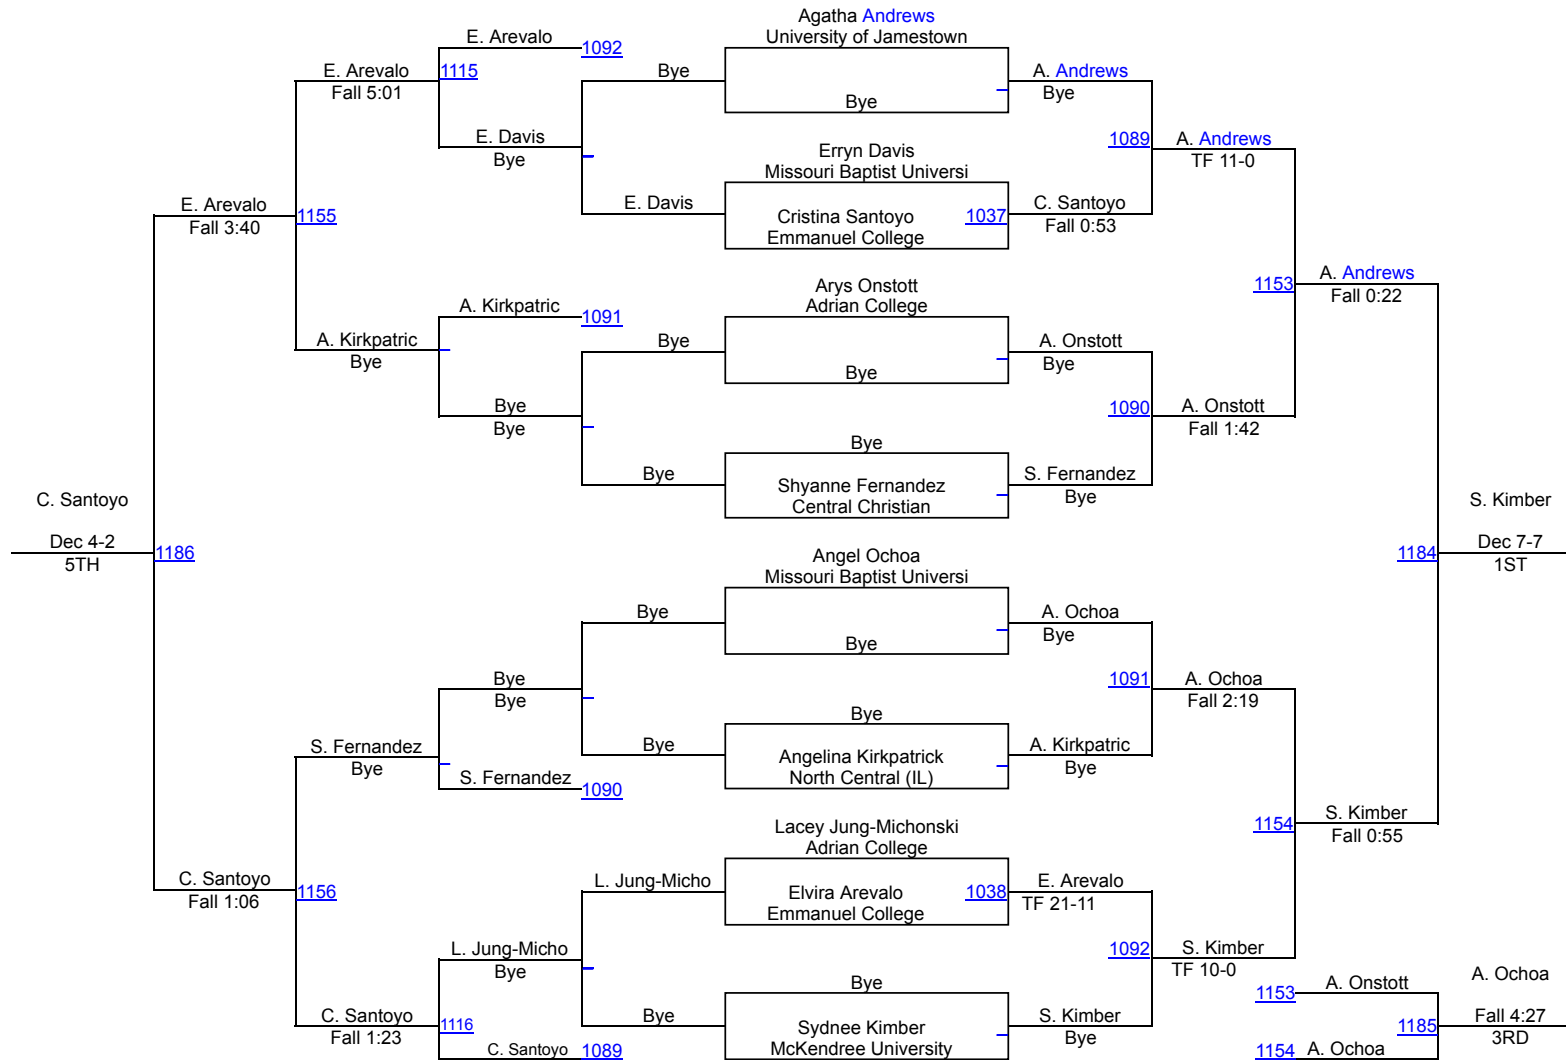 Agatha Andrews
University of Jamestown
E. Arevalo
1092
E. Arevalo
1115
Bye
A. Andrews
Fall 5:01
Bye
Bye
E. Davis
1089
A. Andrews
Bye
Erryn Davis
TF 11-0
Missouri Baptist Universi
E. Arevalo
1155
E. Davis
Cristina Santoyo
1037
C. Santoyo
Fall 3:40
Emmanuel College
Fall 0:53
Arys Onstott
1153
A. Andrews
Adrian College
Fall 0:22
A. Kirkpatric
1091
A. Kirkpatric
Bye
A. Onstott
Bye
Bye
Bye
Bye
1090
A. Onstott
Bye
Fall 1:42
Bye
Bye
Shyanne Fernandez
S. Fernandez
Central Christian
Bye
C. Santoyo
S. Kimber
Dec 4-2
1186
1184
Dec 7-7
5TH
1ST
Angel Ochoa
Missouri Baptist Universi
Bye
A. Ochoa
Bye
Bye
Bye
1091
A. Ochoa
Bye
Fall 2:19
Bye
S. Fernandez
Bye
Angelina Kirkpatrick
A. Kirkpatric
Bye
North Central (IL)
Bye
S. Fernandez
1090
Lacey Jung-Michonski
1154
S. Kimber
Adrian College
Fall 0:55
C. Santoyo
1156
L. Jung-Micho
Elvira Arevalo
1038
E. Arevalo
Fall 1:06
Emmanuel College
TF 21-11
L. Jung-Micho
1092
S. Kimber
Bye
TF 10-0
Bye
A. Ochoa
1153
A. Onstott
C. Santoyo
1116
Bye
Sydnee Kimber
S. Kimber
1185
Fall 4:27
Fall 1:23
McKendree University
Bye
3RD
C. Santoyo
1089
1154
A. Ochoa